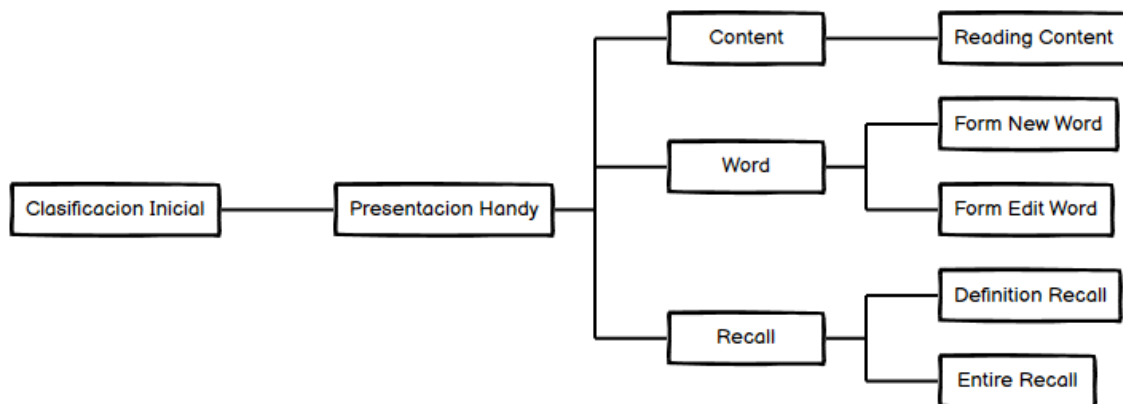 Clasificacion Inicial
Presentacion Handy
Content
Reading Content
Word
Form New Word
Form Edit Word
Recall
Definition Recall
Entire Recall